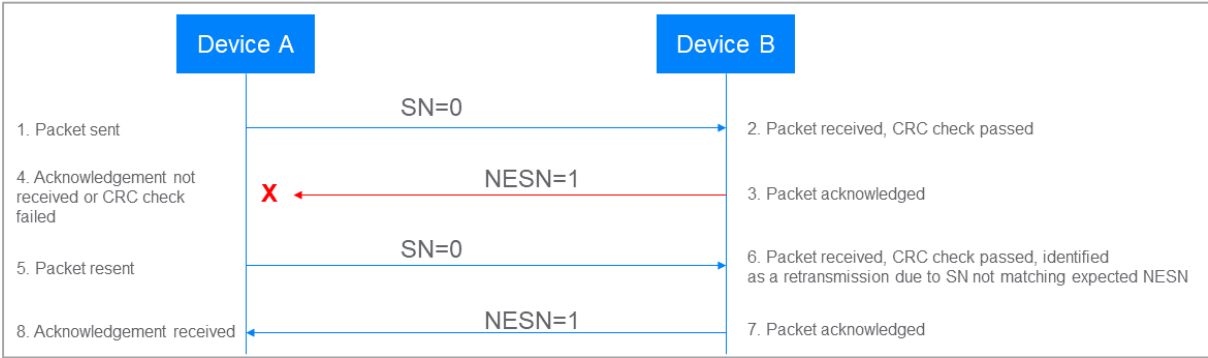 Device A
Device B
SN=0
1. Packet sent
2. Packet received, CRC check passed
4. Acknowledgement not
received or CRC check
failed
X
NESN=1
3. Packet acknowledged
SN=0
5. Packet resent
6. Packet received, CRC check passed, identified
as a retransmission due to SN not matching expected NESN
NESN=1
8. Acknowledgement received
7. Packet acknowledged